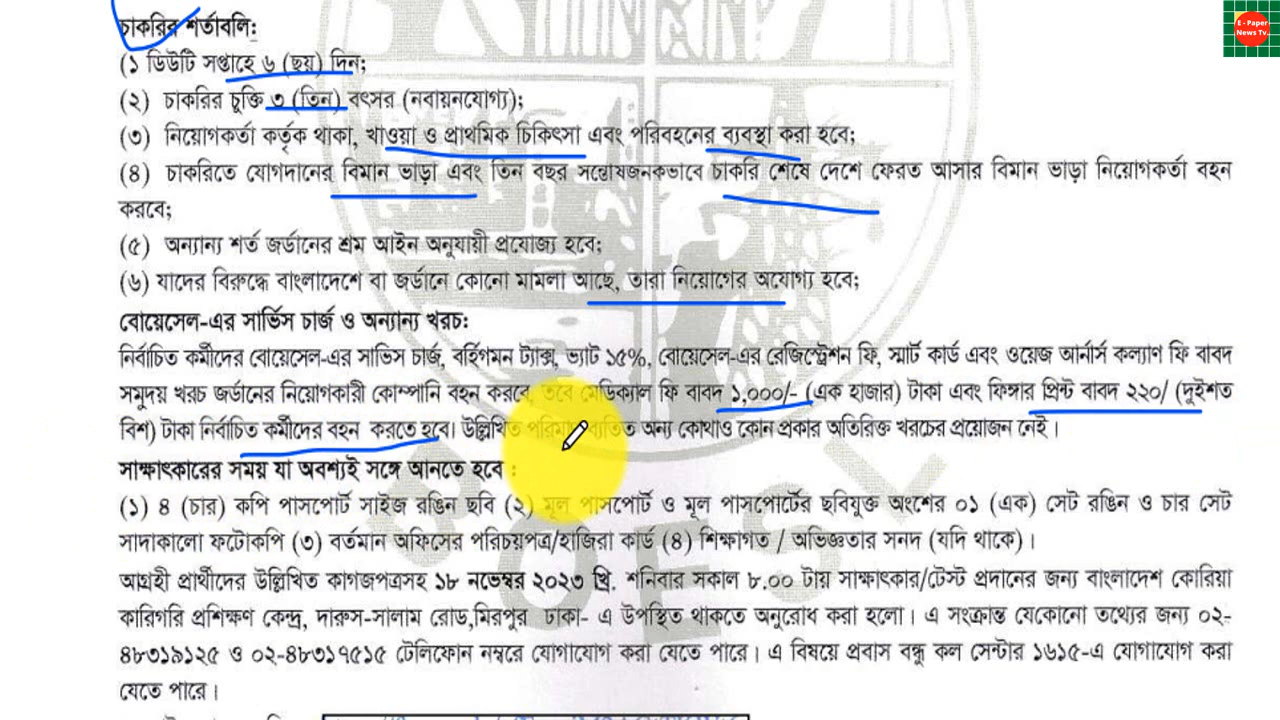 E - Paper
News Tv.
চাকরির শর্তাবলি:
(১ ডিউটি সপ্তাহে ৬ (ছয়) দিন;
(২) চাকরির চুক্তি ৩ (তিন) বৎসর (নবায়নযোগ্য);
(৩) নিয়োগকর্তা কর্তৃক থাকা, খাওয়া ও প্রাথমিক চিকিৎসা এবং পরিবহনের ব্যবস্থা করা হবে;
(৪) চাকরিতে যোগদানের বিমান ভাড়া এবং তিন বছর সন্তোষজনকভাবে চাকরি শেষে দেশে ফেরত আসার বিমান ভাড়া নিয়োগকর্তা বহন
করবে;
(৫) অন্যান্য শর্ত জর্ডানের শ্রম আইন অনুযায়ী প্রযোজ্য হবে;
(৬) যাদের বিরুদ্ধে বাংলাদেশে বা জর্ডানে কোনো মামলা আছে, তারা নিয়োগের অযোগ্য হবে;
বোয়েসেল-এর সার্ভিস চার্জ ও অন্যান্য খরচ:
নির্বাচিত কর্মীদের বোয়েসেল-এর সার্ভিস চার্জ, বর্হিগমন ট্যাক্স, ভ্যাট ১৫%, বোয়েসেল-এর রেজিস্ট্রেশন ফি, স্মার্ট কার্ড এবং ওয়েজ আর্নার্স কল্যাণ ফি বাবদ
সমুদয় খরচ জর্ডানের নিয়োগকারী কোম্পানি বহন করবে, তবে মেডিক্যাল ফি বাবদ ১,০০০/- (এক হাজার) টাকা এবং ফিঙ্গার প্রিন্ট বাবদ ২২০/ (দুইশত
বিশ) টাকা নির্বাচিত কর্মীদের বহন করতে হবে। উল্লিখিত পরিমাণ ব্যতিত অন্য কোথাও কোন প্রকার অতিরিক্ত খরচের প্রয়োজন নেই।
সাক্ষাৎকারের সময় যা অবশ্যই সঙ্গে আনতে হবে :
(১) ৪ (চার) কপি পাসপোর্ট সাইজ রঙিন ছবি (২) মূল পাসপোর্ট ও মূল পাসপোর্টের ছবিযুক্ত অংশের ০১ (এক) সেট রঙিন ও চার সেট
সাদাকালো ফটোকপি (৩) বর্তমান অফিসের পরিচয়পত্র/হাজিরা কার্ড (৪) শিক্ষাগত / অভিজ্ঞতার সনদ (যদি থাকে)।
আগ্রহী প্রার্থীদের উল্লিখিত কাগজপত্রসহ ১৮ নভেম্বর ২০২৩ খ্রি. শনিবার সকাল ৮.০০ টায় সাক্ষাৎকার/টেস্ট প্রদানের জন্য বাংলাদেশ কোরিয়া
কারিগরি প্রশিক্ষণ কেন্দ্র, দারুস-সালাম রোড,মিরপুর ঢাকা- এ উপস্থিত থাকতে অনুরোধ করা হলো। এ সংক্রান্ত যেকোনো তথ্যের জন্য ০২-
৪৮৩১৯১২৫ ও ০২-৪৮৩১৭৫১৫ টেলিফোন নম্বরে যোগাযোগ করা যেতে পারে। এ বিষয়ে প্রবাস বন্ধু কল সেন্টার ১৬১৫-এ যোগাযোগ করা
যেতে পারে।